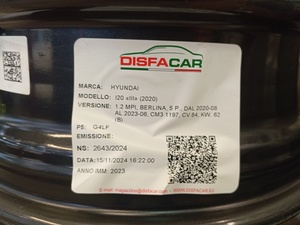 DISFACAR
MARCA: HYUNDAI
MODELLO: I20 xIIIx (2020)
VERSIONE: 1.2 MPI, BERLINA, 5 P., DAL 2020-08
AL 2023-06, CM3:1197, CV 84, KW. 62
(B)
P5: G4LF
EMISSIONE:
NS: 2643/2024
DATA: 15/11/2024 16:22:00
ANNO IMM: 2023